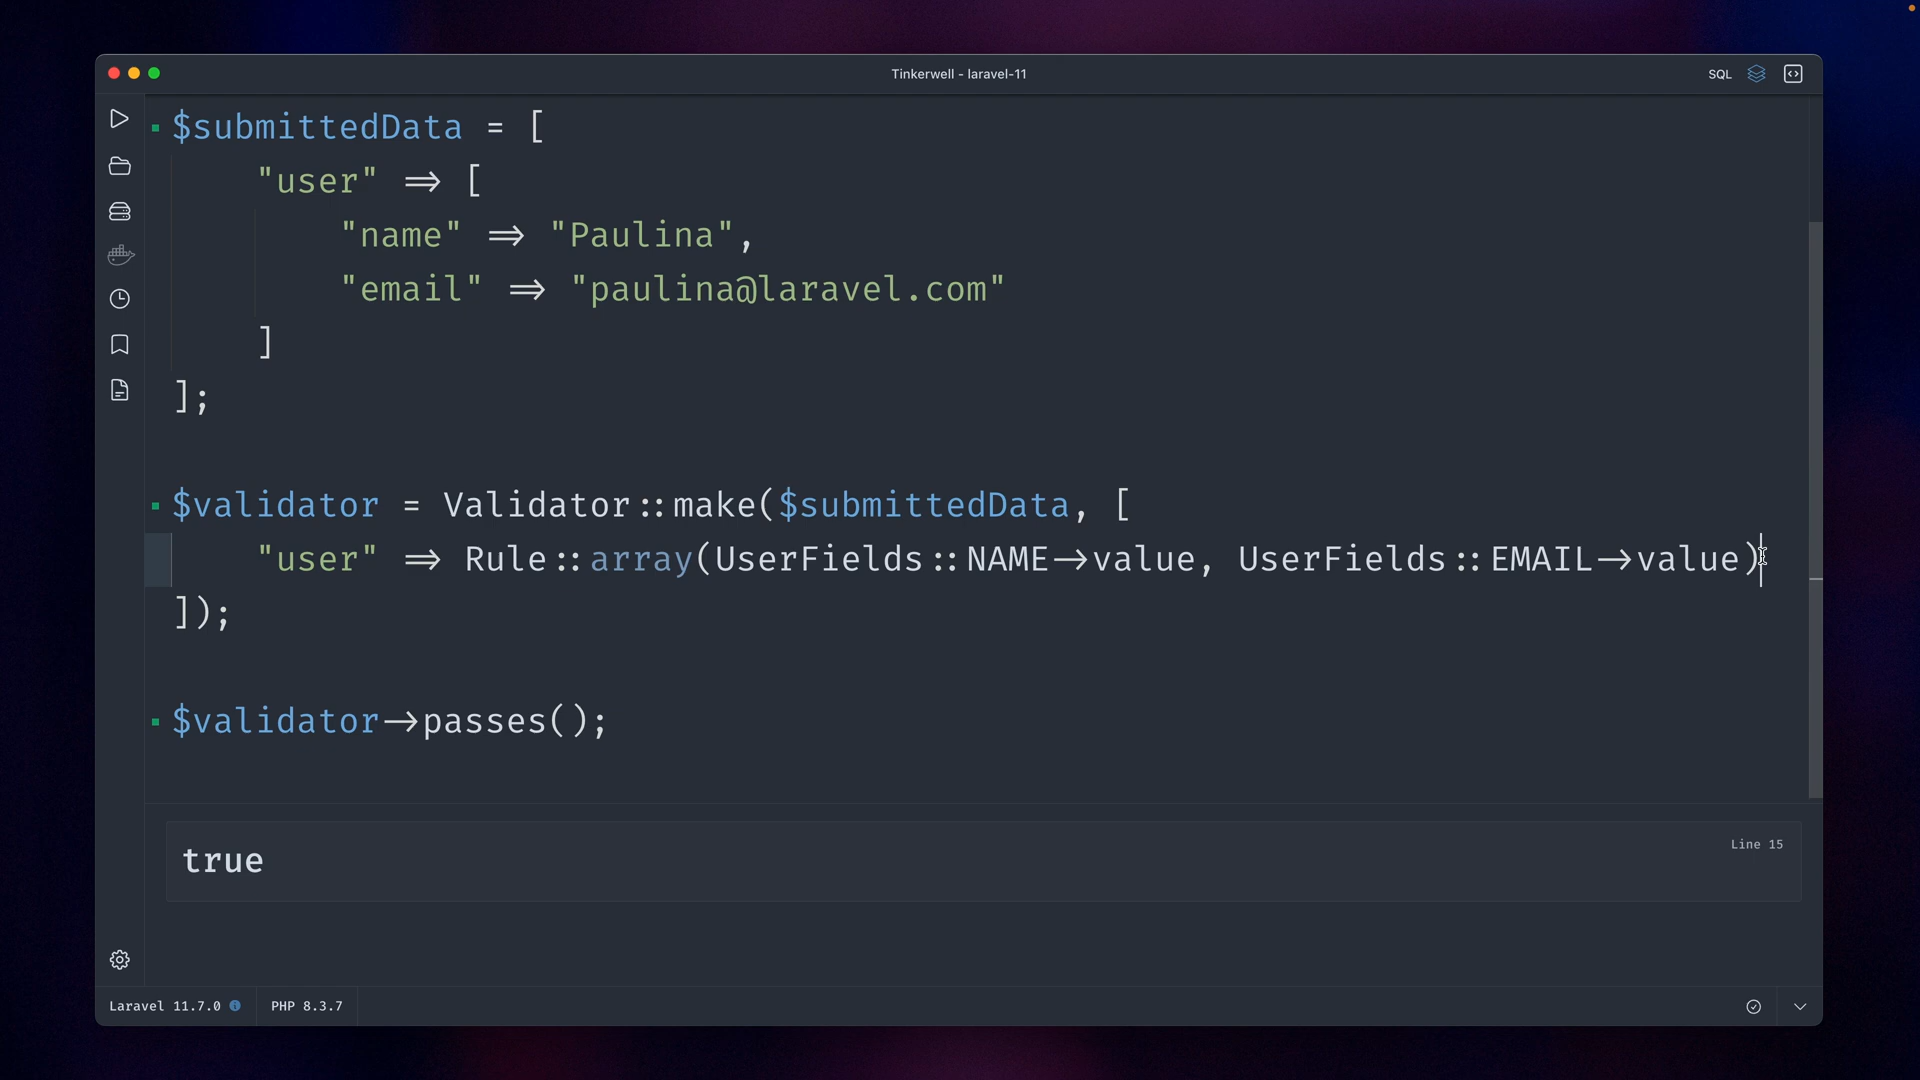 Tinkerwell - laravel-11
SQL
$submittedData = [
"user" => [
"name" => "Paulina",
"email" => "paulina@laravel.com"
]
];
$validator = Validator::make($submittedData, [
"user" => Rule::array(UserFields::NAME->value, UserFields::EMAIL->value)
]);
$validator->passes();
true
Line 15
Laravel 11.7.0
PHP 8.3.7